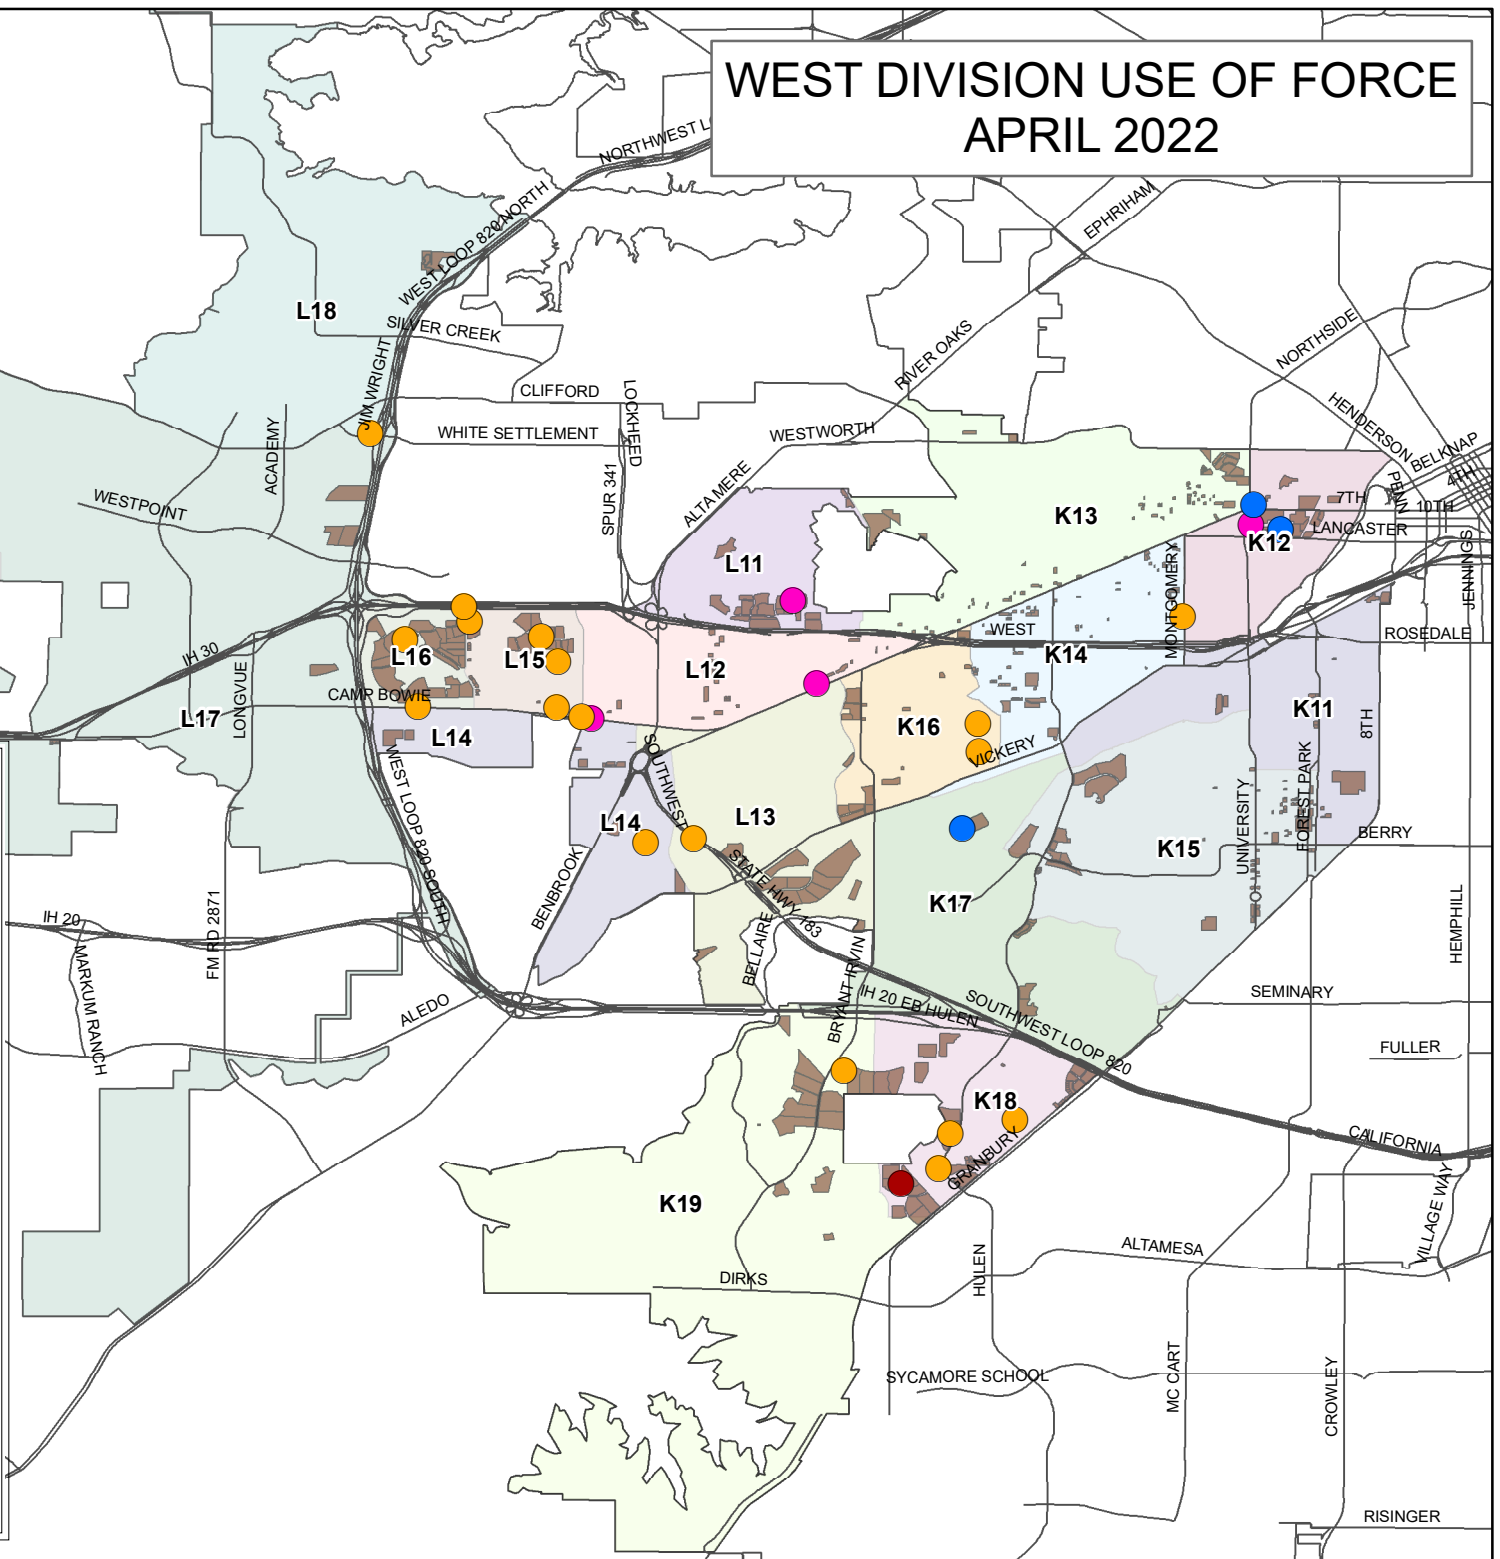 WEST DIVISION USE OF FORCE
APRIL 2022
NORTHWEST L
WEST LOOP 820 NORTH
EPHRIHAM
L18
SILVER CREEK
RIVER OAKS
NORTHSIDE
JIM WRIGHT
CLIFFORD
LOCKHEED
HENDERSON
ACADEMY
WHITE SETTLEMENT
WESTWORTH
BELKNAP
4TH
WESTPOINT
SPUR 341
ALTA MERE
K13
PENN
7TH
10TH
LANCASTER
K12
L11
MONTGOMERY
JENNINGS
WEST
ROSEDALE
IH 30
L16
L15
L12
K14
LONGVUE
CAMP BOWIE
L17
L14
K16
VICKERY
K11
8TH
WEST LOOP 820 SOUTH
SOUTHWEST
L14
L13
UNIVERSITY
FOREST PARK
BERRY
K15
BENBROOK
STATE HWY 183
K17
IH 20
FM RD 2871
MARKUM RANCH
BELLAIRE
BRYANT IRVIN
HEMPHILL
ALEDO
IH 20 EB HULEN
SOUTHWEST LOOP 820
SEMINARY
FULLER
K18
GRANBURY
CALIFORNIA
K19
VILLAGE WAY
DIRKS
HULEN
ALTAMESA
SYCAMORE SCHOOL
MC CART
CROWLEY
RISINGER